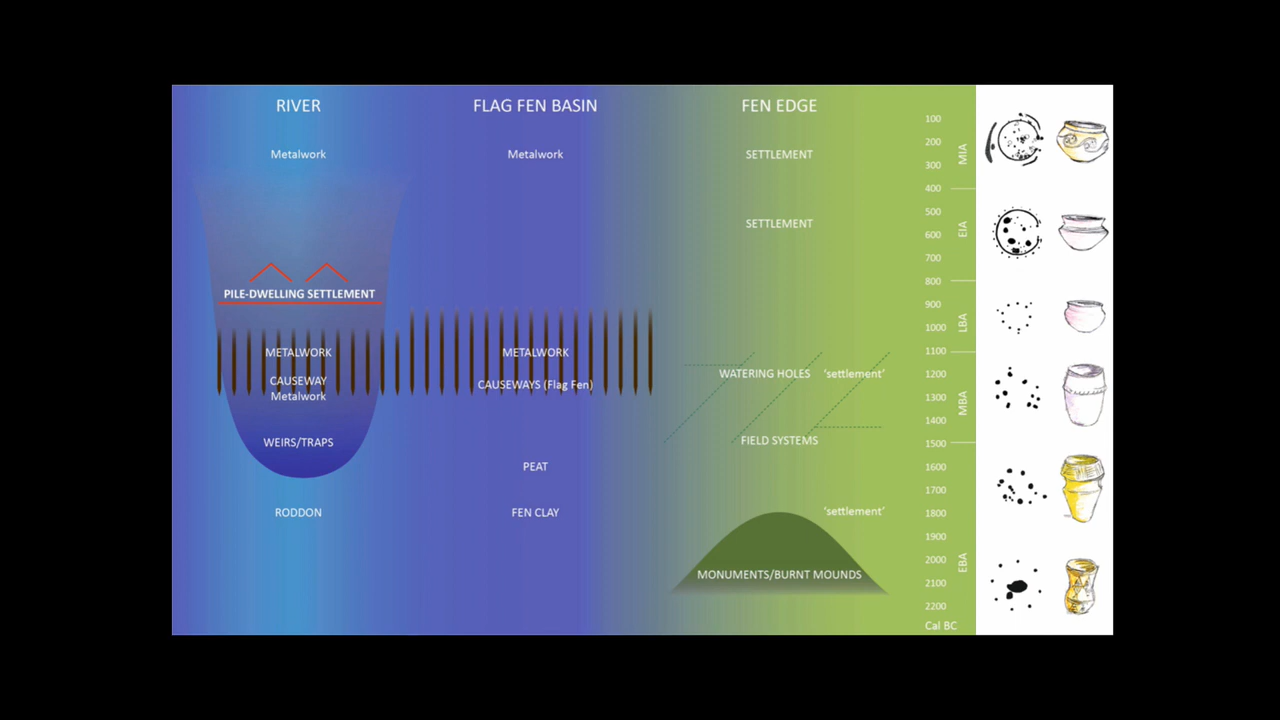 RIVER
FLAG FEN BASIN
FEN EDGE
Metalwork
Metalwork
SETTLEMENT
SETTLEMENT
PILE-DWELLING SETTLEMENT
METALWORK
METALWORK
CAUSEWAY
CAUSEWAYS (Flag Fen)
Metalwork
WATERING HOLES
‘settlement’
WEIRS/TRAPS
FIELD SYSTEMS
PEAT
RODDON
FEN CLAY
‘settlement’
MONUMENTS/BURNT MOUNDS
100
200
300
400
500
600
700
800
900
1000
1100
1200
1300
1400
1500
1600
1700
1800
1900
2000
2100
2200
Cal BC
MIA
EIA
LBA
MBA
EBA